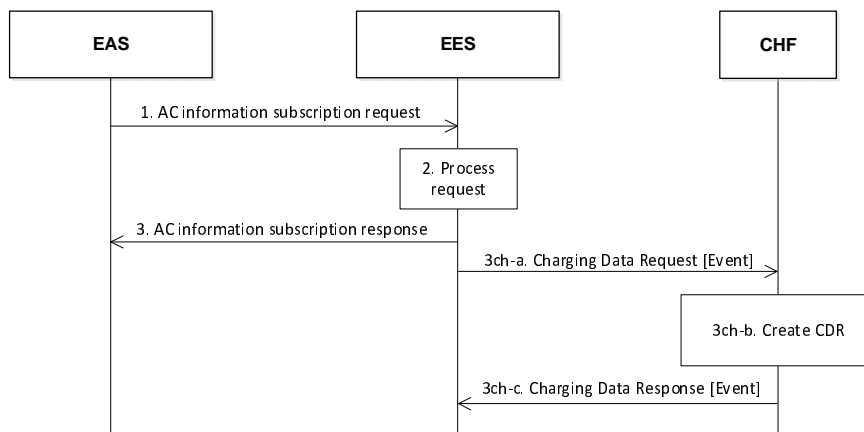 EAS
EES
CHF
1. AC information subscription request
2. Process
request
3. AC information subscription response
3ch-a. Charging Data Request [Event]
3ch-b. Create CDR
3ch-c. Charging Data Response [Event]